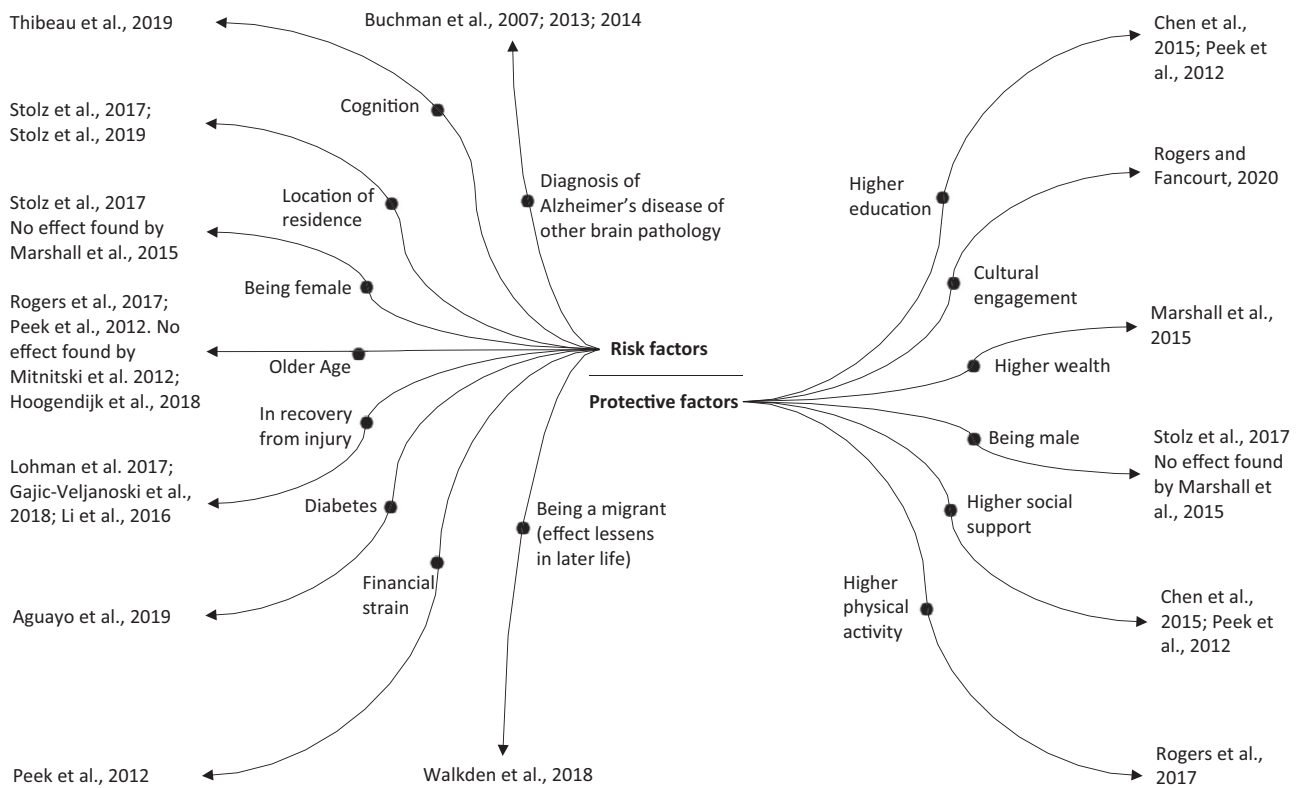 Thibeau et al., 2019
Buchman et al., 2007; 2013; 2014
Cognition
Stolz et al., 2017;
Stolz et al., 2019
Location of
residence
Diagnosis of
Alzheimer's disease of
other brain pathology
Stolz et al., 2017
No effect found by
Marshall et al., 2015
Being female
Rogers et al., 2017;
Peek et al., 2012. No
effect found by
Mitnitski et al. 2012;
Hoogendijk et al., 2018
Older Age
In recovery
from injury
Lohman et al. 2017;
Gajic-Veljanoski et al.,
2018; Li et al., 2016
Diabetes
Aguayo et al., 2019
Financial
strain
Peek et al., 2012
Being a migrant
(effect lessens
in later life)
Walkden et al., 2018
Risk factors
Protective factors
Higher
education
Chen et al.,
2015; Peek et
al., 2012
Cultural
engagement
Rogers and
Fancourt, 2020
Higher wealth
Marshall et al.,
2015
Being male
Stolz et al., 2017
No effect found
by Marshall et
al., 2015
Higher social
support
Chen et al.,
2015; Peek et
al., 2012
Higher
physical
activity
Rogers et al.,
2017